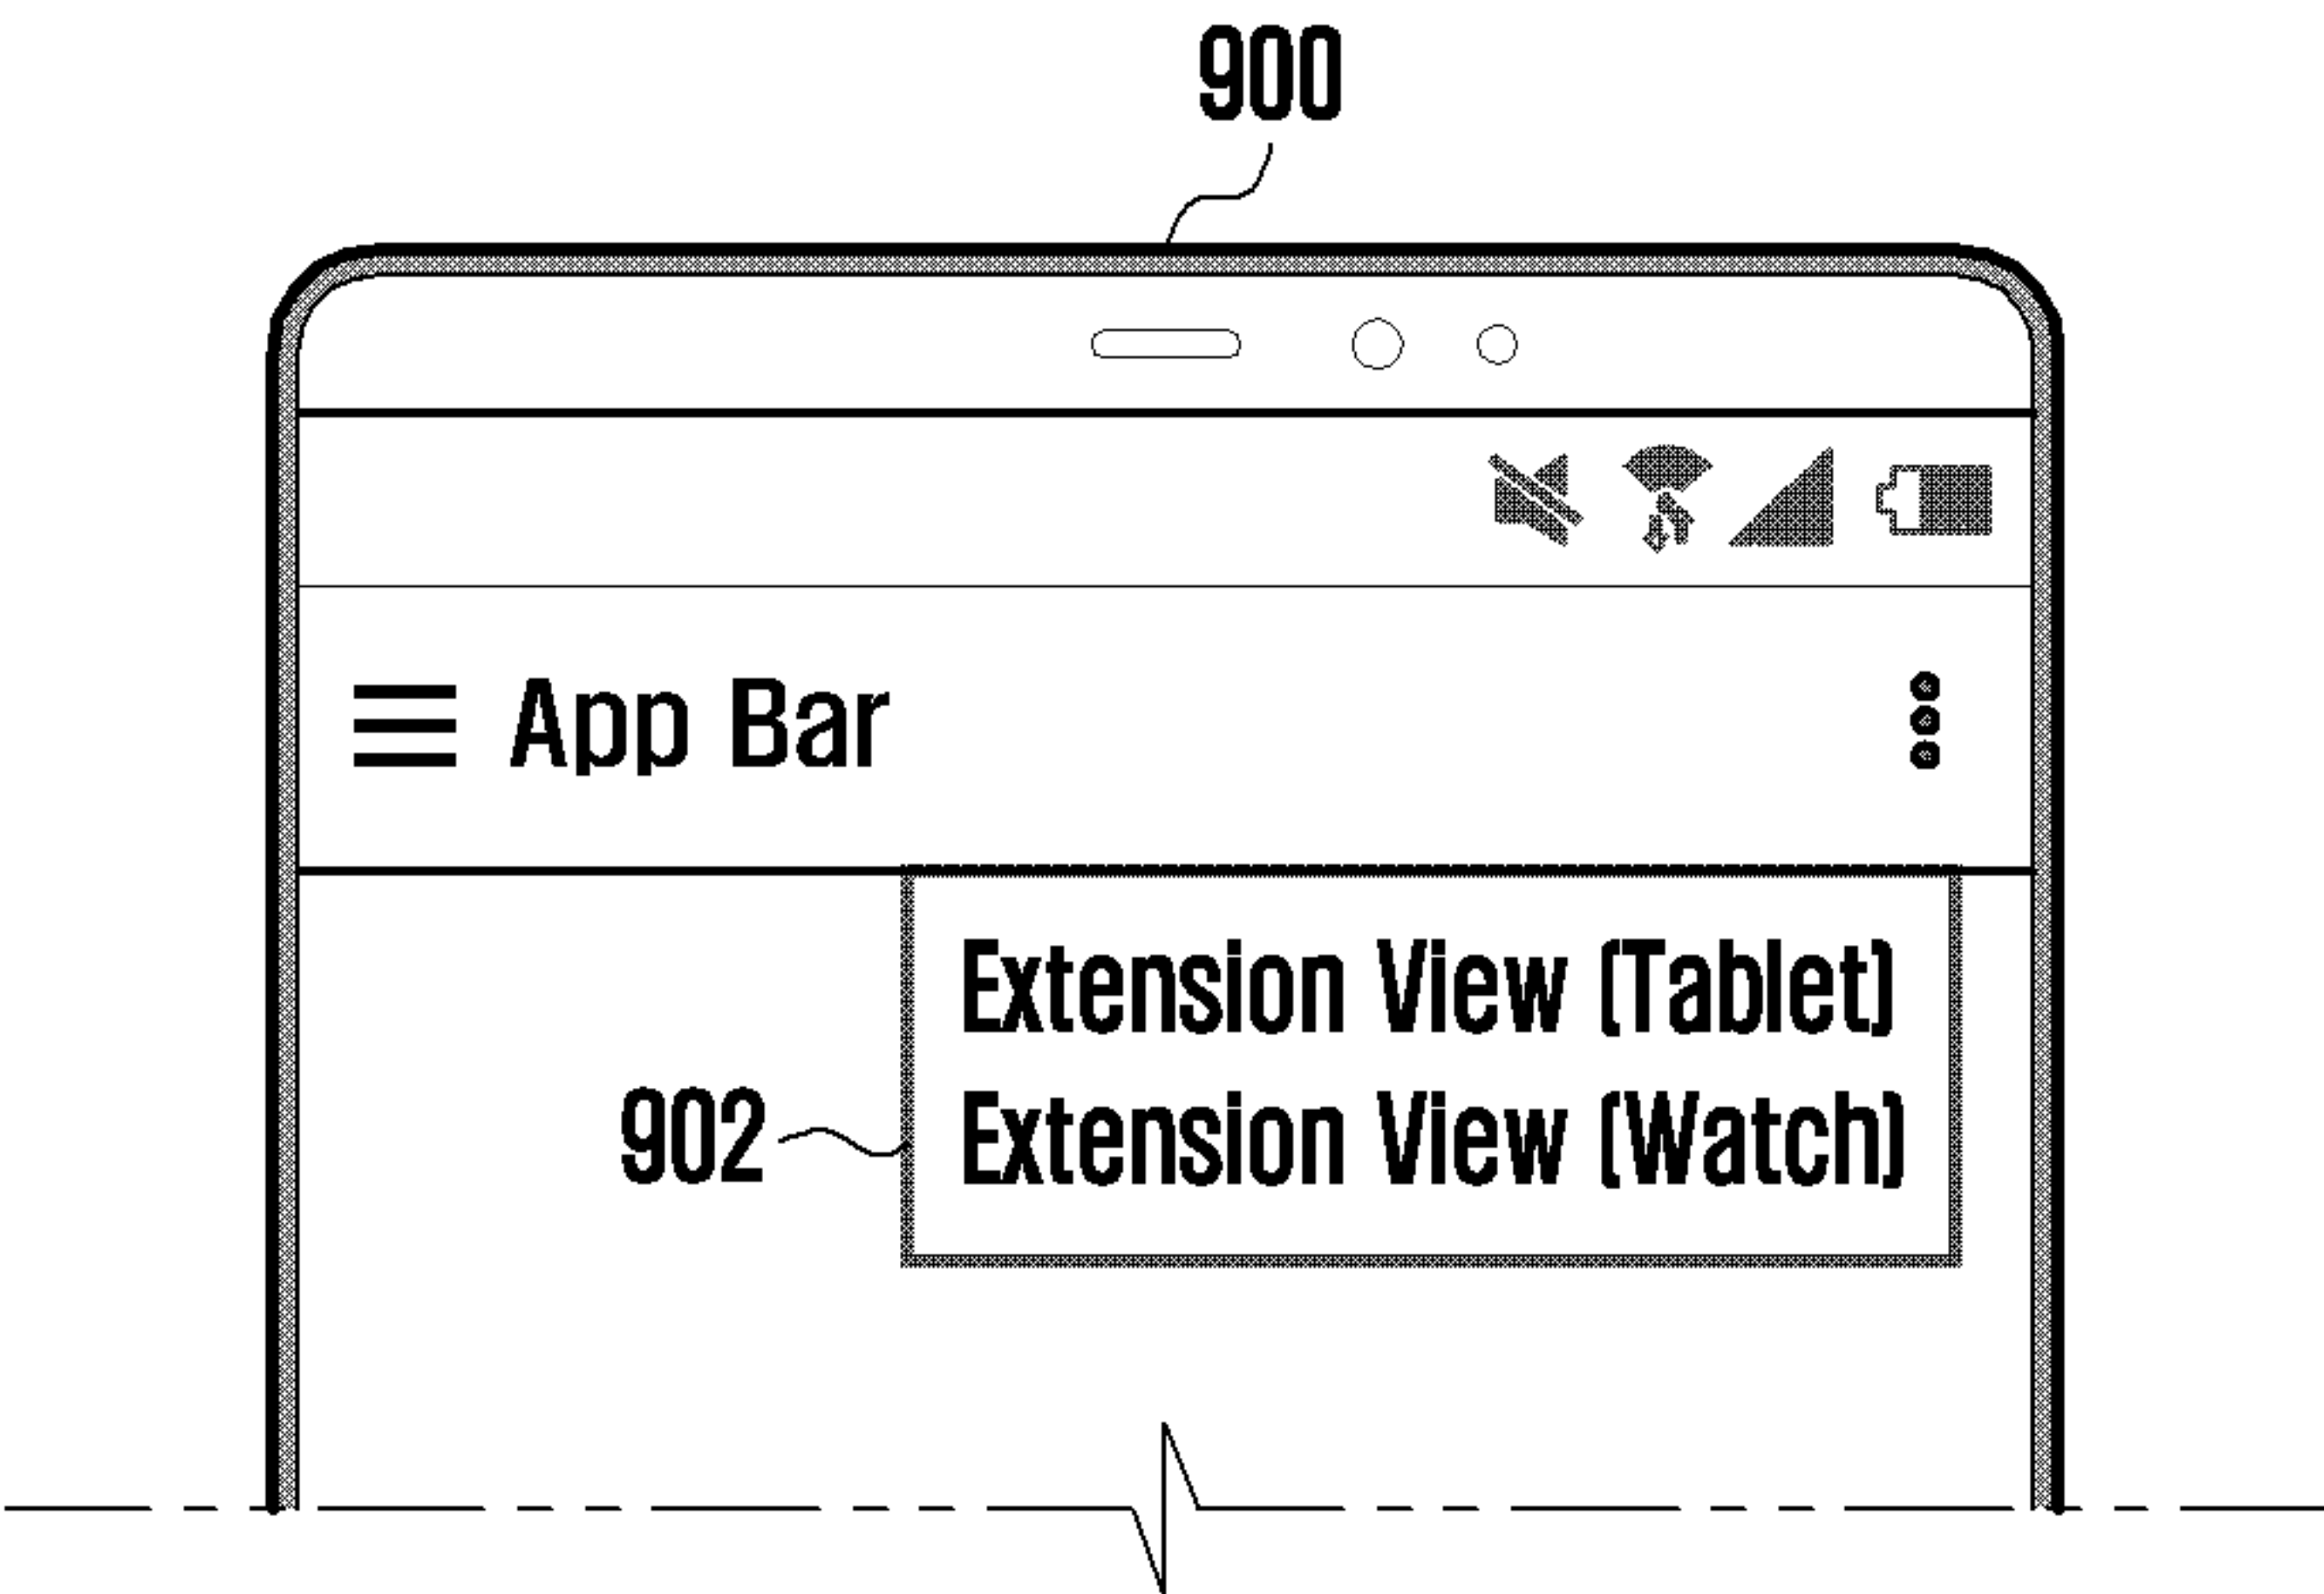 900
App Bar
Extension View (Tablet)
902
Extension View (Watch)